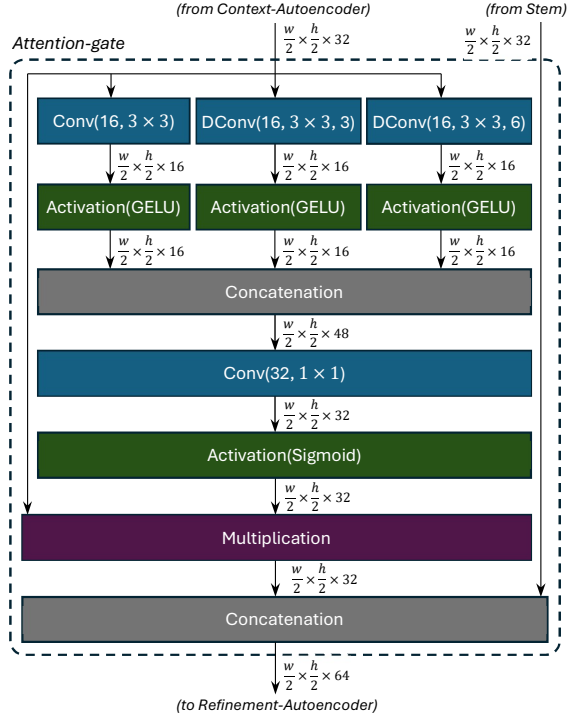 (from Context-Autoencoder) (from Stem)
w/2 × h/2 × 32 w/2 × h/2 × 32
Attention-gate
Conv(16, 3 × 3) DConv(16, 3 × 3, 3) DConv(16, 3 × 3, 6)
w/2 × h/2 × 16 w/2 × h/2 × 16 w/2 × h/2 × 16
Activation(GELU) Activation(GELU) Activation(GELU)
w/2 × h/2 × 16 w/2 × h/2 × 16 w/2 × h/2 × 16
Concatenation
w/2 × h/2 × 48
Conv(32, 1 × 1)
w/2 × h/2 × 32
Activation(Sigmoid)
w/2 × h/2 × 32
Multiplication
w/2 × h/2 × 32
Concatenation
w/2 × h/2 × 64
(to Refinement-Autoencoder)